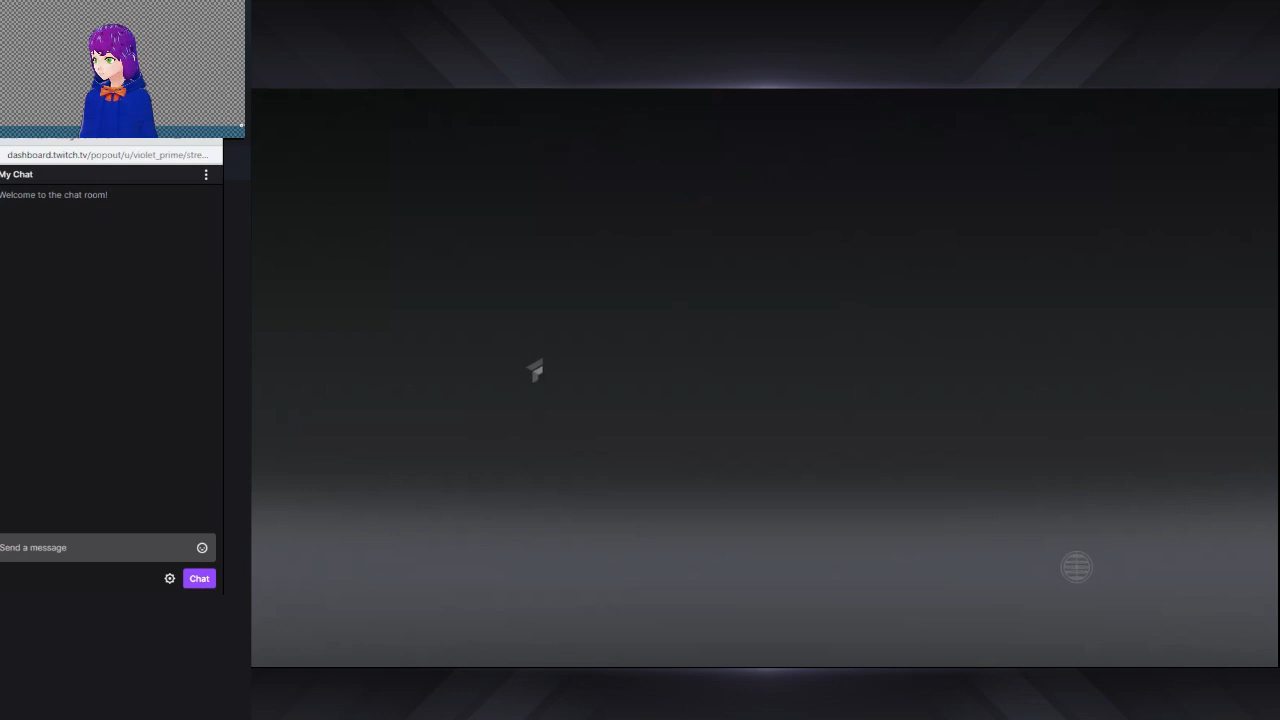 dashboard.twitch.tv/popout/u/violet_prime/stre...
My Chat
Welcome to the chat room!
Send a message
Chat